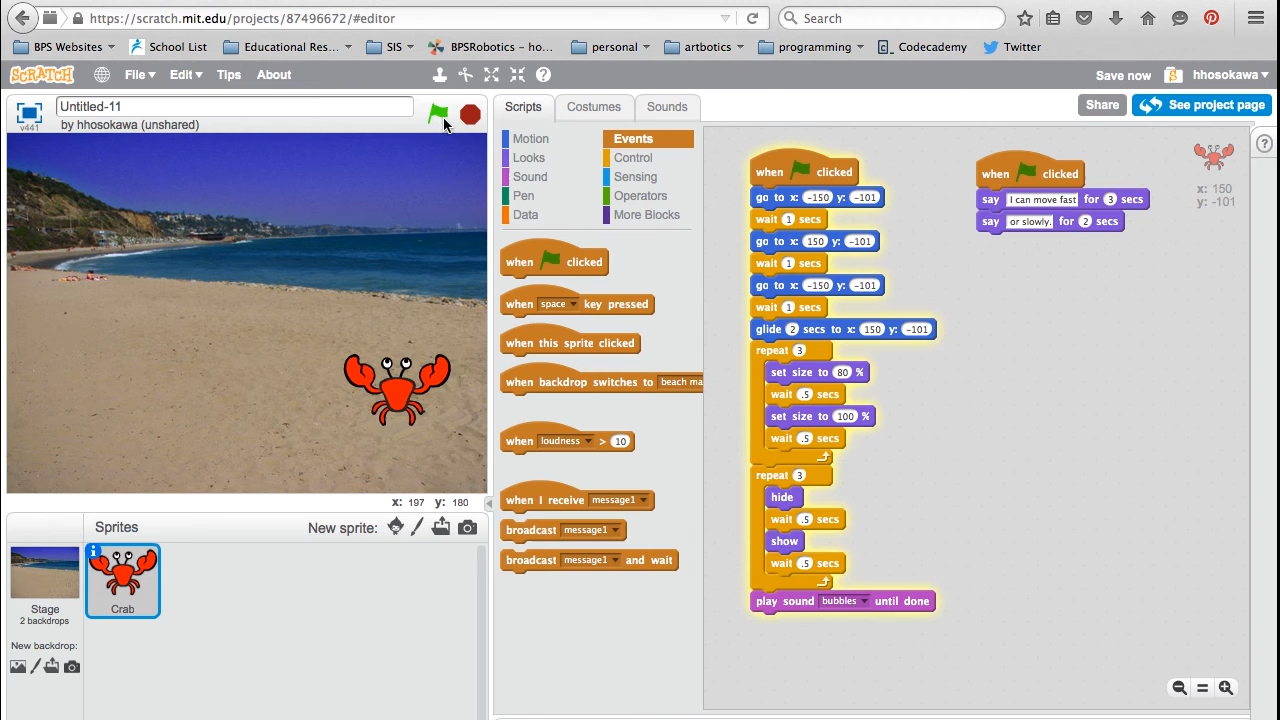 https://scratch.mit.edu/projects/87496672/#editor
Search
BPS Websites
School List
Educational Res...
SIS
BPSRobotics - ho...
personal
artbotics
programming
Codecademy
Twitter
SCRATCH
File
Edit
Tips
About
Save now
hhosokawa
v441
Untitled-11
by hhosokawa (unshared)
Scripts
Costumes
Sounds
Share
See project page
Motion
Looks
Sound
Pen
Data
Events
Control
Sensing
Operators
More Blocks
when clicked
when space key pressed
when this sprite clicked
when backdrop switches to beach ma
when loudness > 10
when I receive message1
broadcast message1
broadcast message1 and wait
when clicked
go to x: -150 y: -101
wait 1 secs
go to x: 150 y: -101
wait 1 secs
go to x: -150 y: -101
wait 1 secs
glide 2 secs to x: 150 y: -101
repeat 3
set size to 80 %
wait .5 secs
set size to 100 %
wait .5 secs
repeat 3
hide
wait .5 secs
show
wait .5 secs
play sound bubbles until done
when clicked
say I can move fast for 3 secs
say or slowly. for 2 secs
x: 150
y: -101
x: 197 y: 180
Sprites
New sprite:
Stage
2 backdrops
New backdrop:
Crab